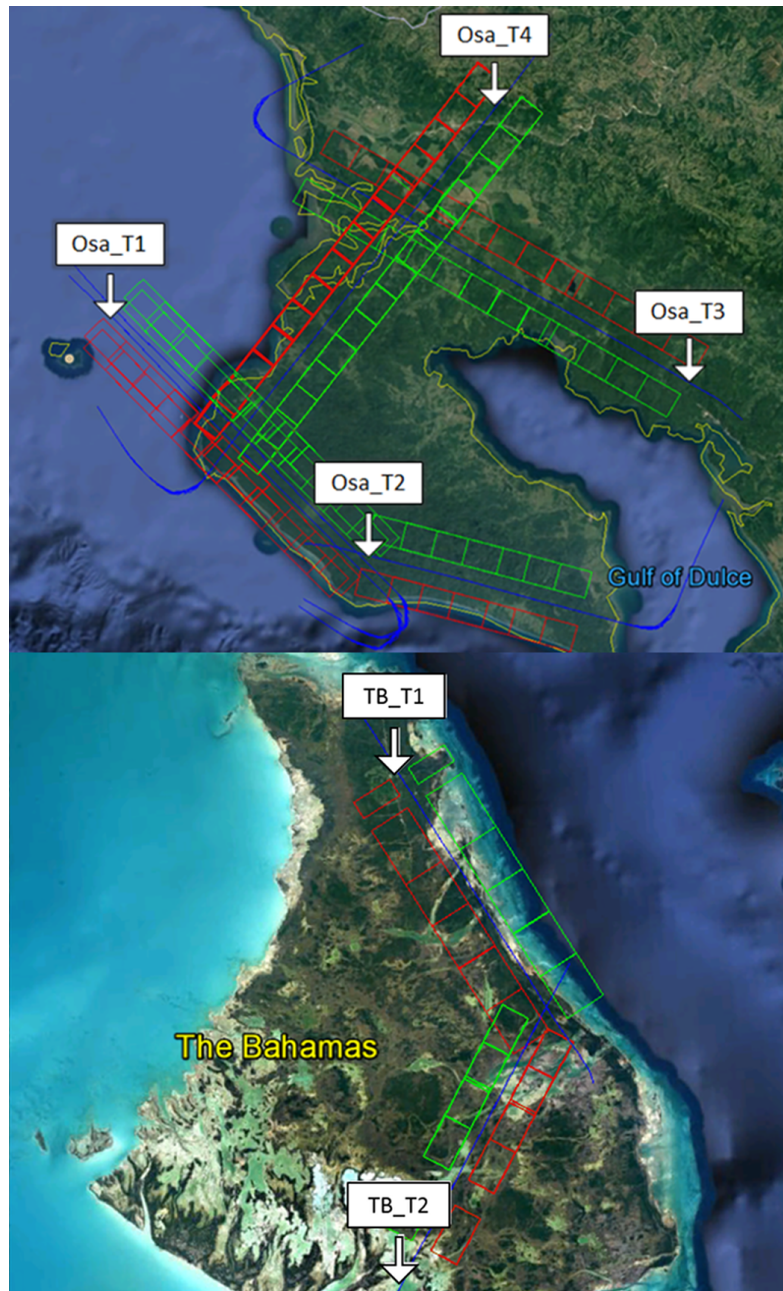 Osa_T4
Osa_T1
Osa_T3
Osa_T2
Gulf of Dulce
TB_T1
The Bahamas
TB_T2